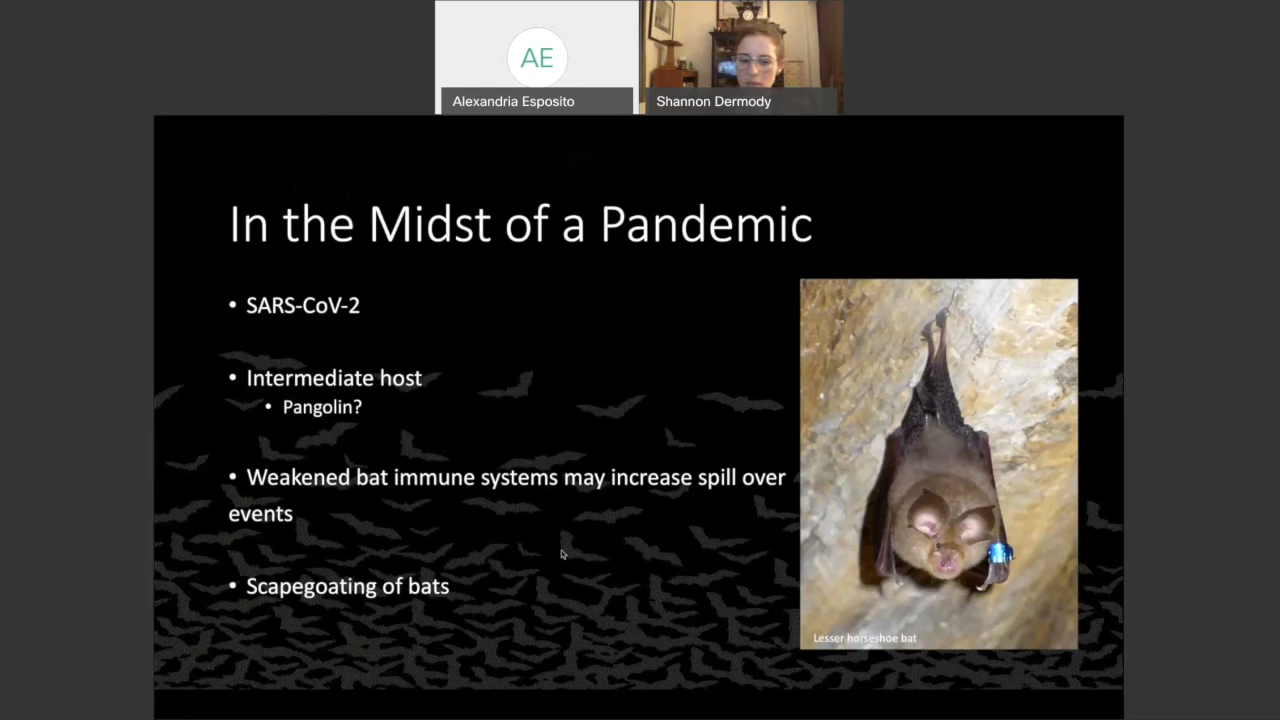 AE
Alexandria Esposito
Shannon Dermody
In the Midst of a Pandemic
• SARS-CoV-2
• Intermediate host
• Pangolin?
• Weakened bat immune systems may increase spill over
events
• Scapegoating of bats
Lesser horseshoe bat